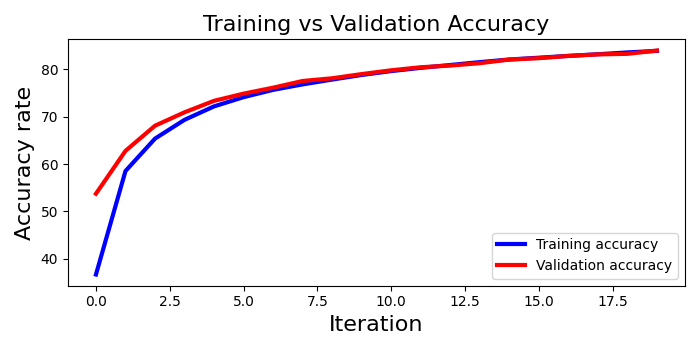 Training vs Validation Accuracy
Accuracy rate
80
70
60
50
40
Training accuracy
Validation accuracy
0.0 2.5 5.0 7.5 10.0 12.5 15.0 17.5
Iteration